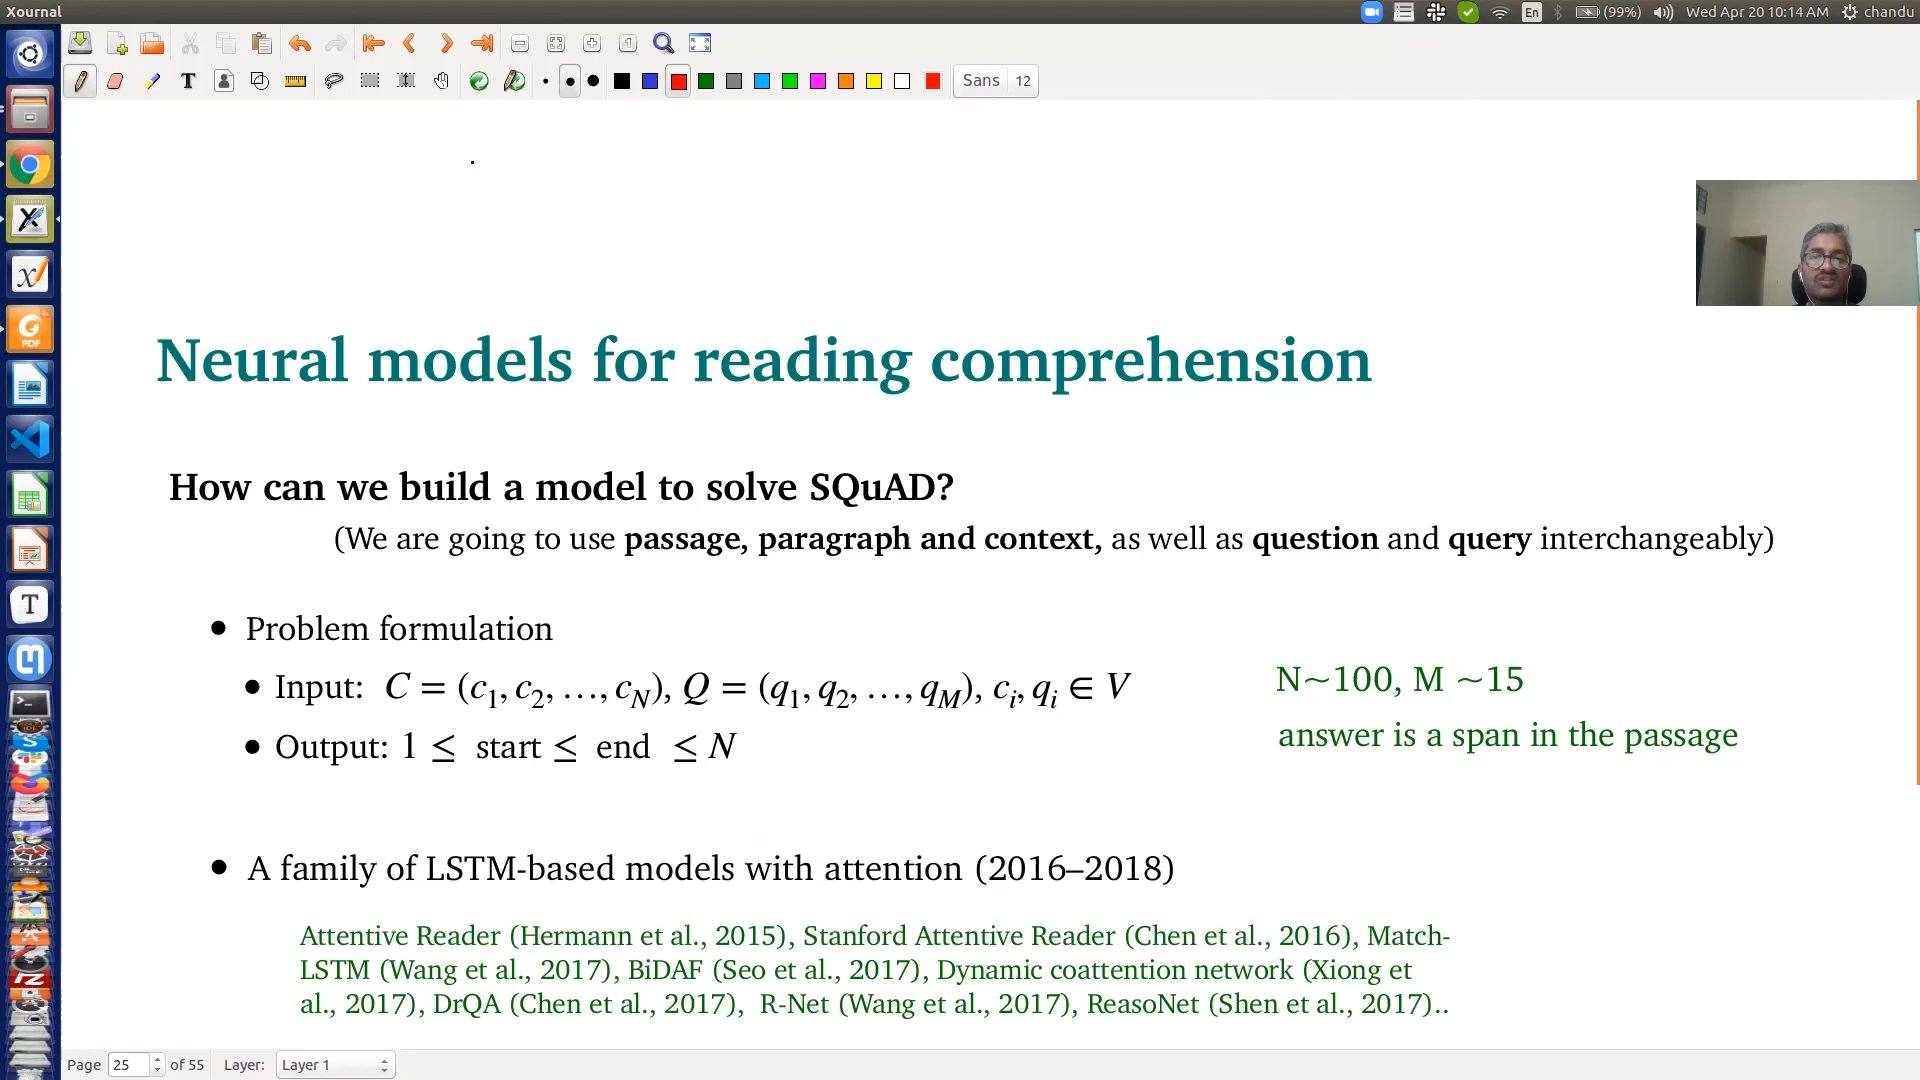 Xournal
En
(99%)
Wed Apr 20 10:14 AM
chandu
Sans 12
Neural models for reading comprehension
How can we build a model to solve SQuAD?
(We are going to use passage, paragraph and context, as well as question and query interchangeably)
• Problem formulation
• Input: C = (c₁, c₂, …, c_N), Q = (q₁, q₂, …, q_M), cᵢ, qᵢ ∈ V
N~100, M ~15
• Output: 1 ≤ start ≤ end ≤ N
answer is a span in the passage
• A family of LSTM-based models with attention (2016–2018)
Attentive Reader (Hermann et al., 2015), Stanford Attentive Reader (Chen et al., 2016), Match-
LSTM (Wang et al., 2017), BiDAF (Seo et al., 2017), Dynamic coattention network (Xiong et
al., 2017), DrQA (Chen et al., 2017), R-Net (Wang et al., 2017), ReasoNet (Shen et al., 2017)..
Page 25 of 55 Layer: Layer 1